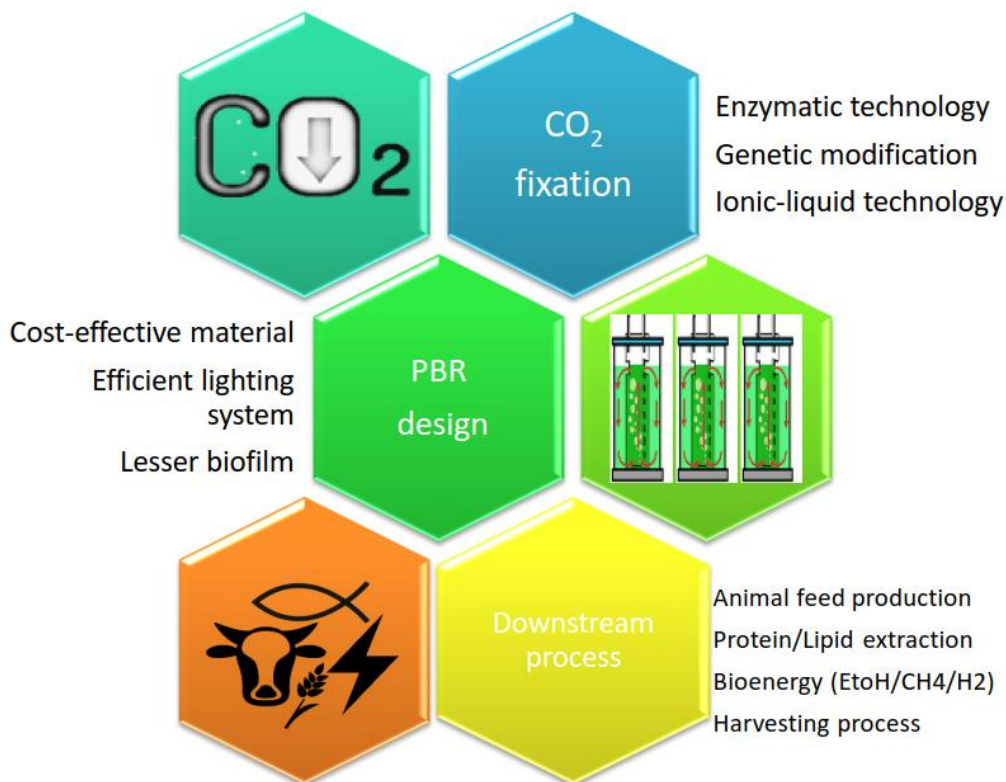 CO2
CO2
fixation
Enzymatic technology
Genetic modification
Ionic-liquid technology
Cost-effective material
Efficient lighting
system
Lesser biofilm
PBR
design
Downstream
process
Animal feed production
Protein/Lipid extraction
Bioenergy (EtoH/CH4/H2)
Harvesting process